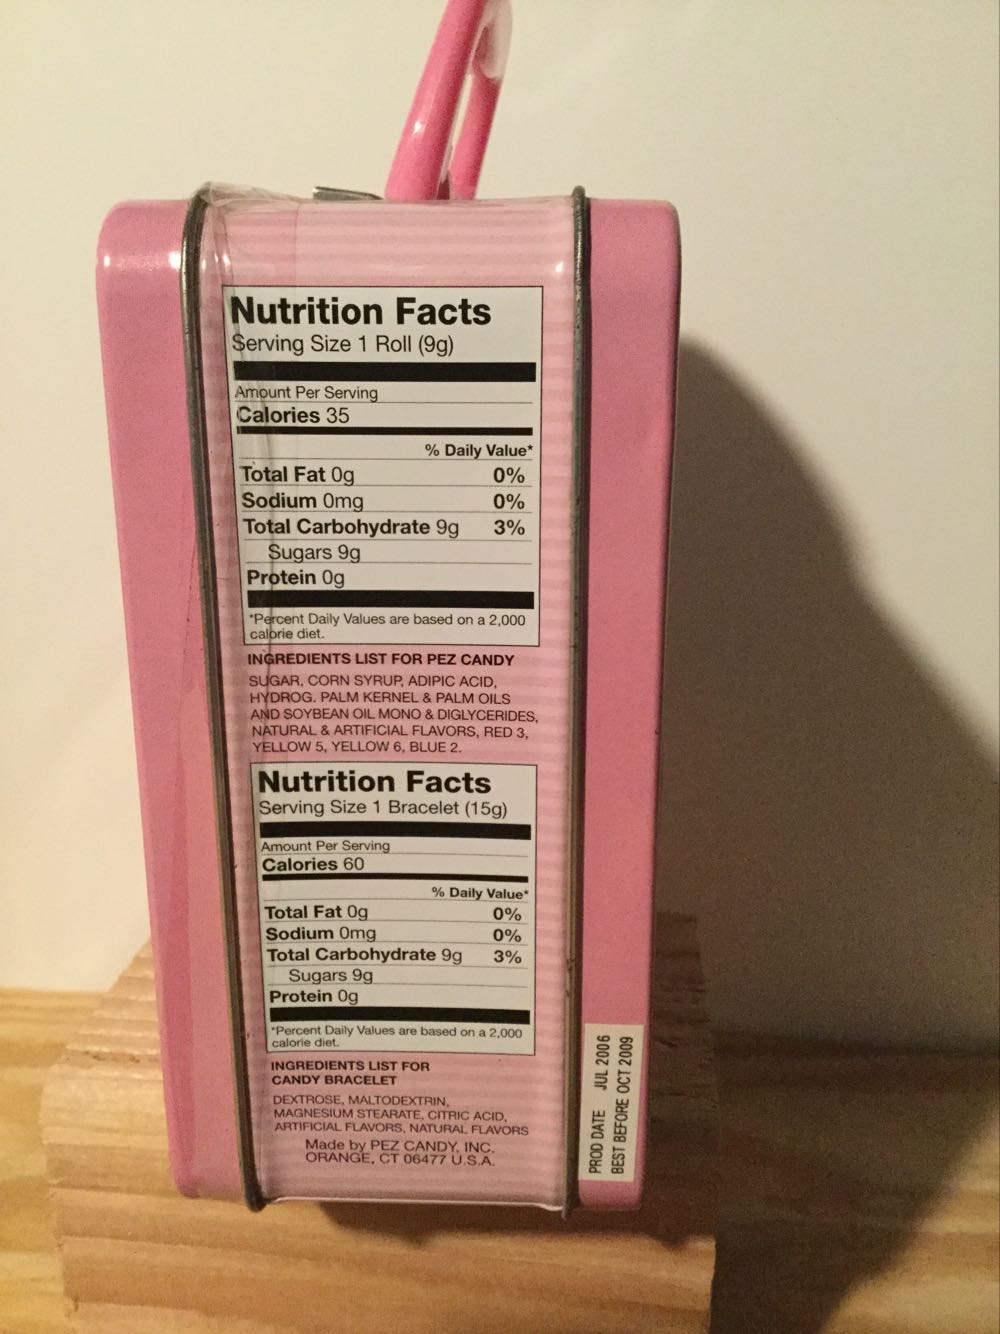 Nutrition Facts
Serving Size 1 Roll (9g)
Amount Per Serving
Calories 35
% Daily Value*
Total Fat 0g 0%
Sodium 0mg 0%
Total Carbohydrate 9g 3%
Sugars 9g
Protein 0g
*Percent Daily Values are based on a 2,000
calorie diet.
INGREDIENTS LIST FOR PEZ CANDY
SUGAR, CORN SYRUP, ADIPIC ACID,
HYDROG. PALM KERNEL & PALM OILS
AND SOYBEAN OIL MONO & DIGLYCERIDES,
NATURAL & ARTIFICIAL FLAVORS, RED 3,
YELLOW 5, YELLOW 6, BLUE 2.
Nutrition Facts
Serving Size 1 Bracelet (15g)
Amount Per Serving
Calories 60
% Daily Value*
Total Fat 0g 0%
Sodium 0mg 0%
Total Carbohydrate 9g 3%
Sugars 9g
Protein 0g
*Percent Daily Values are based on a 2,000
calorie diet.
INGREDIENTS LIST FOR
CANDY BRACELET
DEXTROSE, MALTODEXTRIN,
MAGNESIUM STEARATE, CITRIC ACID,
ARTIFICIAL FLAVORS, NATURAL FLAVORS
Made by PEZ CANDY, INC.
ORANGE, CT 06477 U.S.A.
PROD DATE JUL 2006
BEST BEFORE OCT 2009